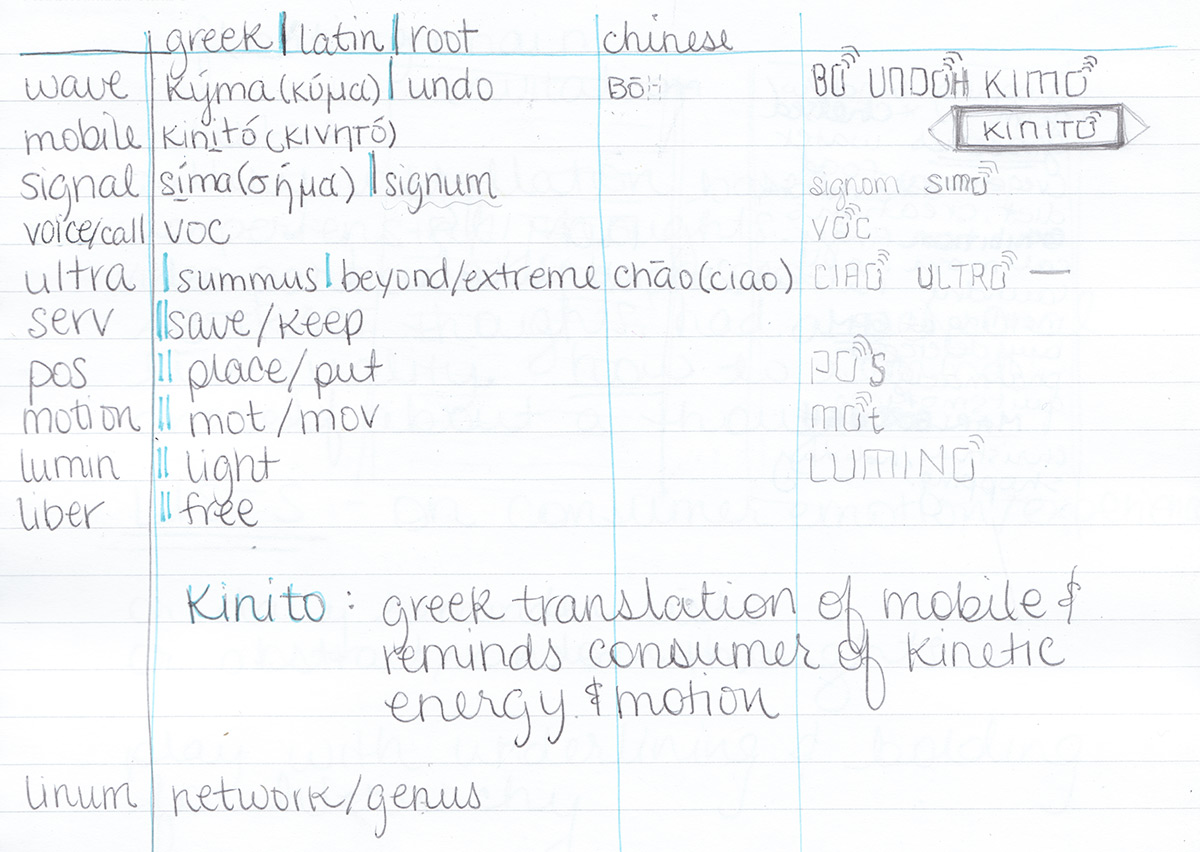 greek | latin | root chinese
wave kýma (κύμα) | undo BŌH BO UNDOH KIMO
mobile kinitó (κινητό) KINITO
signal síma (σήμα) | signum signom SIMO
voice/call voc VOC
ultra | summus | beyond/extreme chāo (ciao) CIAO ULTRO —
serv || save/keep
pos || place/put POS
motion || mot/mov MOt
lumin || light LUMINO
liber || free
Kinito : greek translation of mobile &
reminds consumer of kinetic
energy & motion
linum network/genus